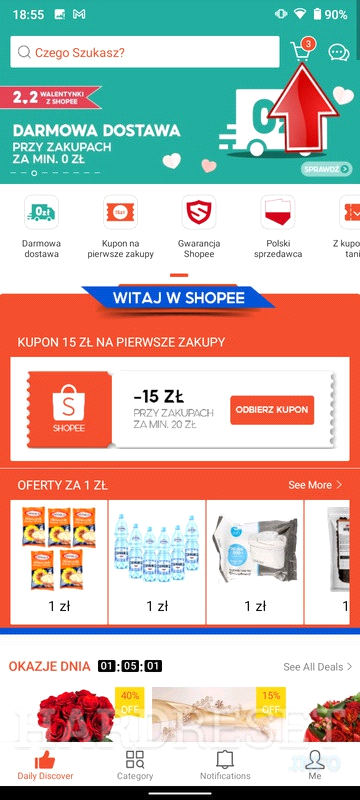 18:55
90%
Czego Szukasz?
3
2.2 WALENTYNKI
Z SHOPEE
DARMOWA DOSTAWA
PRZY ZAKUPACH
ZA MIN. 0 ZŁ
SPRAWDŹ
0zł
Darmowa
dostawa
Kupon na
pierwsze zakupy
Gwarancja
Shopee
Polski
sprzedawca
Z kupo
tani
WITAJ W SHOPEE
KUPON 15 ZŁ NA PIERWSZE ZAKUPY
SHOPEE
-15 ZŁ
PRZY ZAKUPACH
ZA MIN. 20 ZŁ
ODBIERZ KUPON
OFERTY ZA 1 ZŁ
See More
1 zł
1 zł
1 zł
1
OKAZJE DNIA 01:05:01
See All Deals
40%
OFF
15%
OFF
HARDRESET
.INFO
Daily Discover
Category
Notifications
Me